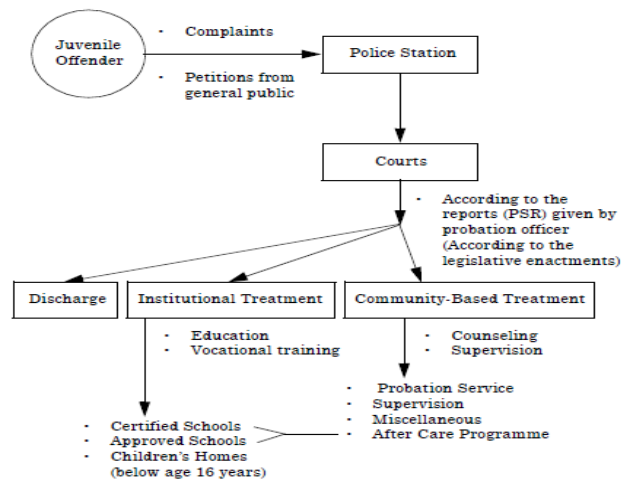 Juvenile
Offender
· Complaints
· Petitions from
general public
Police Station
Courts
· According to the
reports (PSR) given by
probation officer
(According to the
legislative enactments)
Discharge
Institutional Treatment
Community-Based Treatment
· Education
· Vocational training
· Counseling
· Supervision
· Certified Schools
· Approved Schools
· Children's Homes
(below age 16 years)
· Probation Service
· Supervision
· Miscellaneous
· After Care Programme